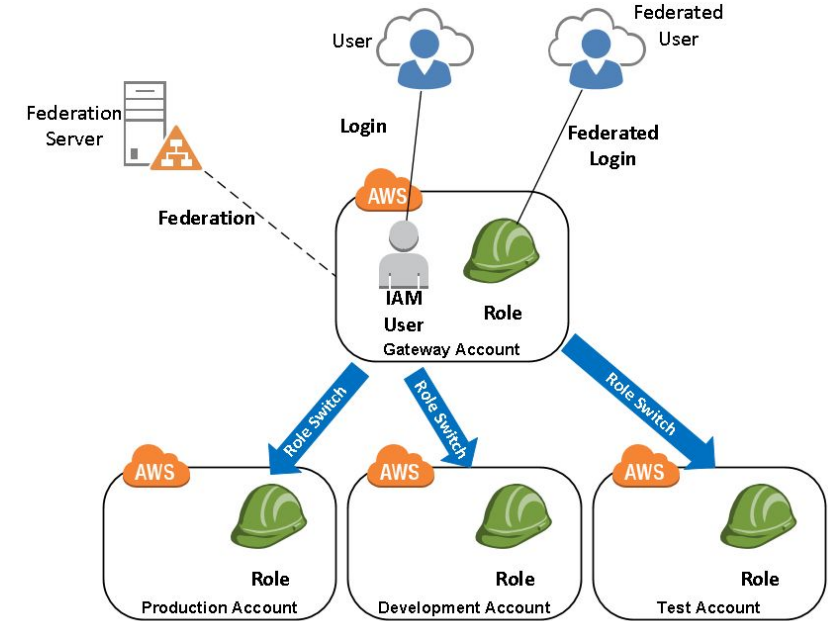 User
Federated
User
Federation
Server
Login
Federated
Login
AWS
Federation
IAM
User
Role
Gateway Account
Role Switch
Role Switch
Role Switch
AWS
AWS
AWS
Role
Role
Role
Production Account
Development Account
Test Account